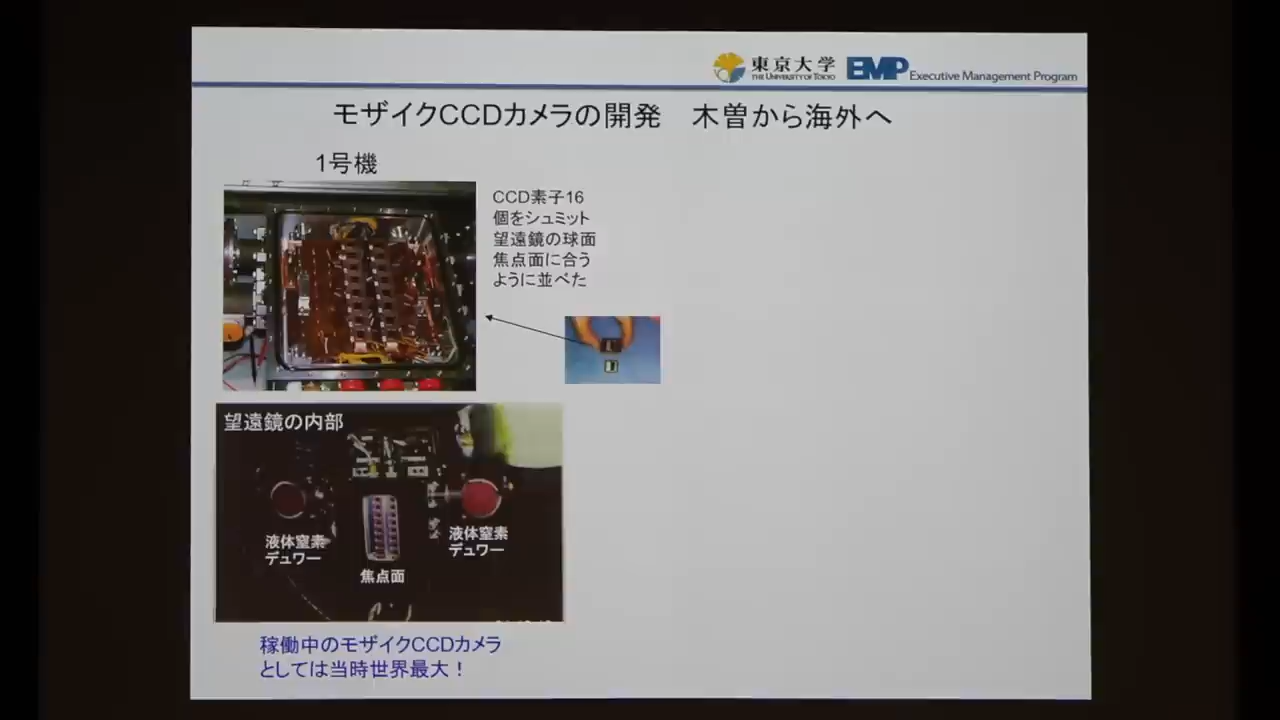 東京大学
THE UNIVERSITY OF TOKYO
EMP Executive Management Program
モザイクCCDカメラの開発 木曽から海外へ
1号機
CCD素子16
個をシュミット
望遠鏡の球面
焦点面に合う
ように並べた
望遠鏡の内部
液体窒素
デュワー
焦点面
液体窒素
デュワー
稼働中のモザイクCCDカメラ
としては当時世界最大！